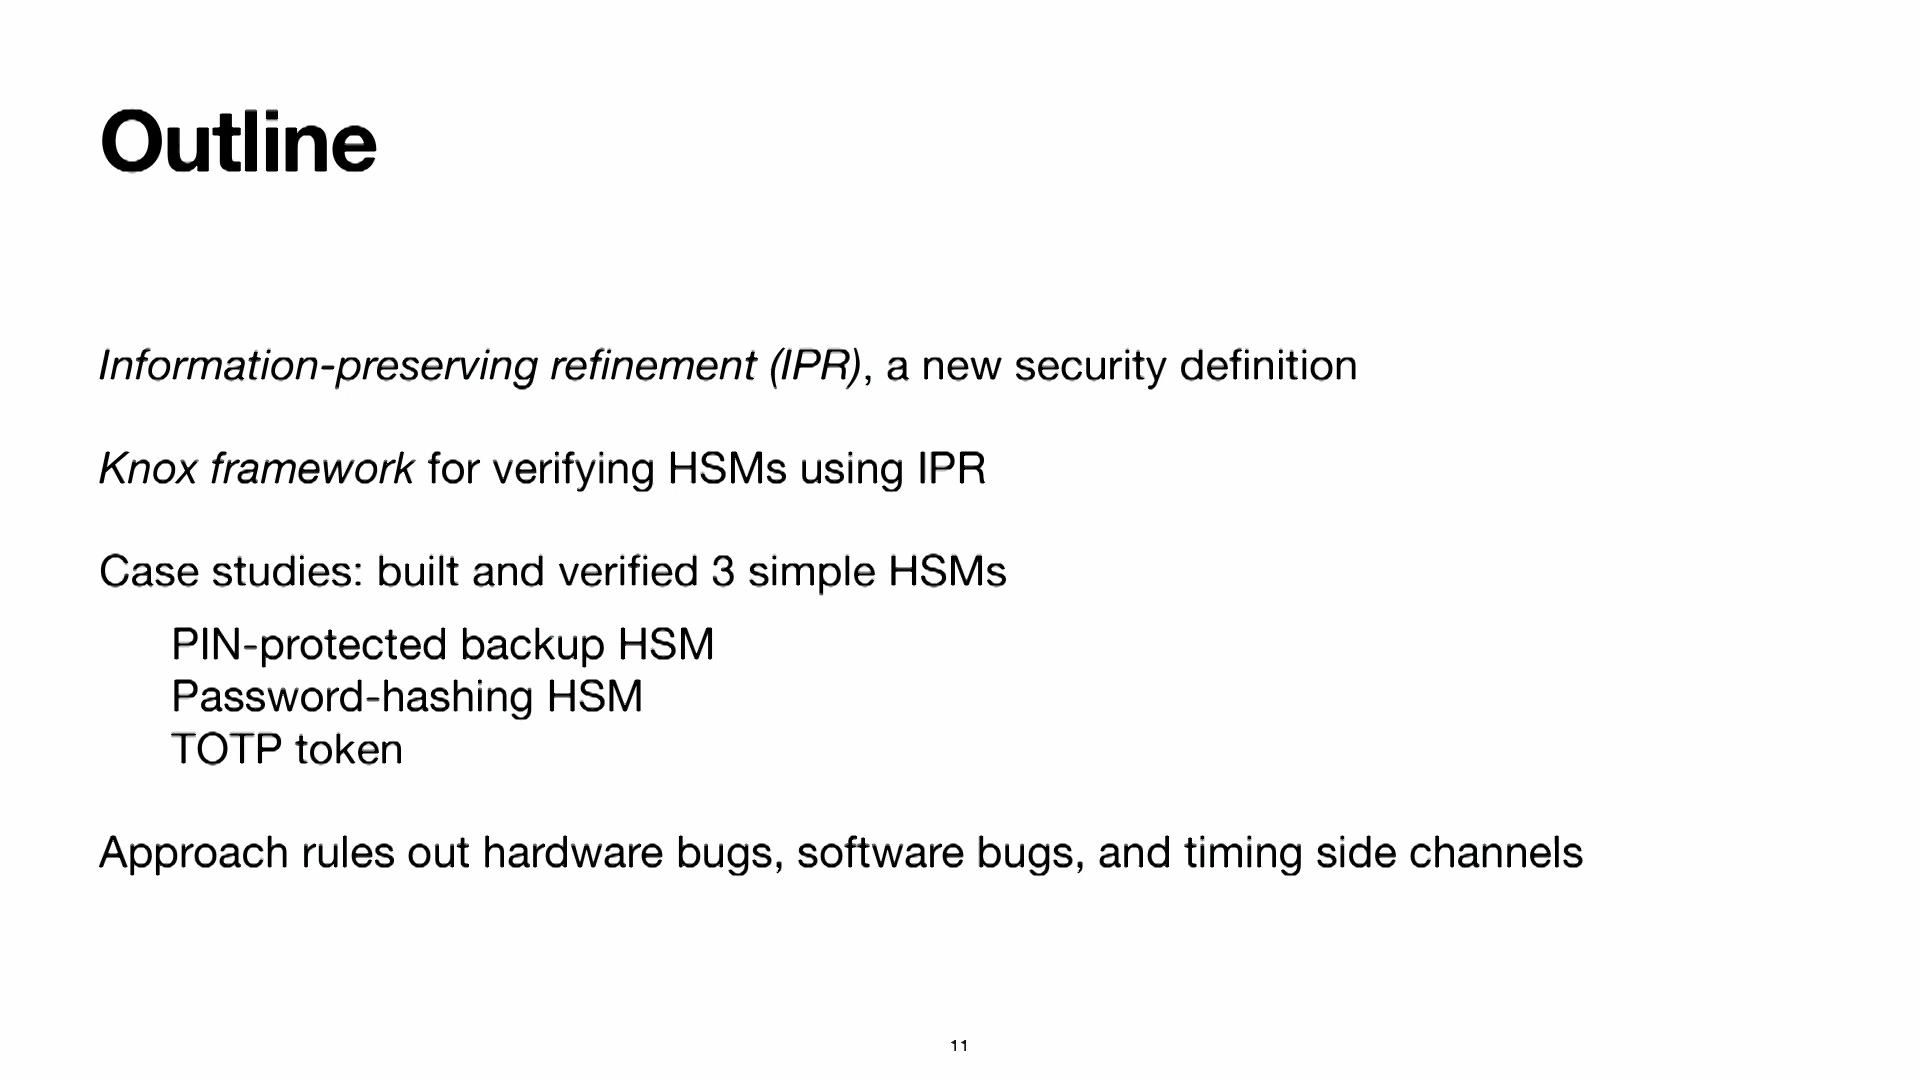 Outline
Information-preserving refinement (IPR), a new security definition
Knox framework for verifying HSMs using IPR
Case studies: built and verified 3 simple HSMs
PIN-protected backup HSM
Password-hashing HSM
TOTP token
Approach rules out hardware bugs, software bugs, and timing side channels
11